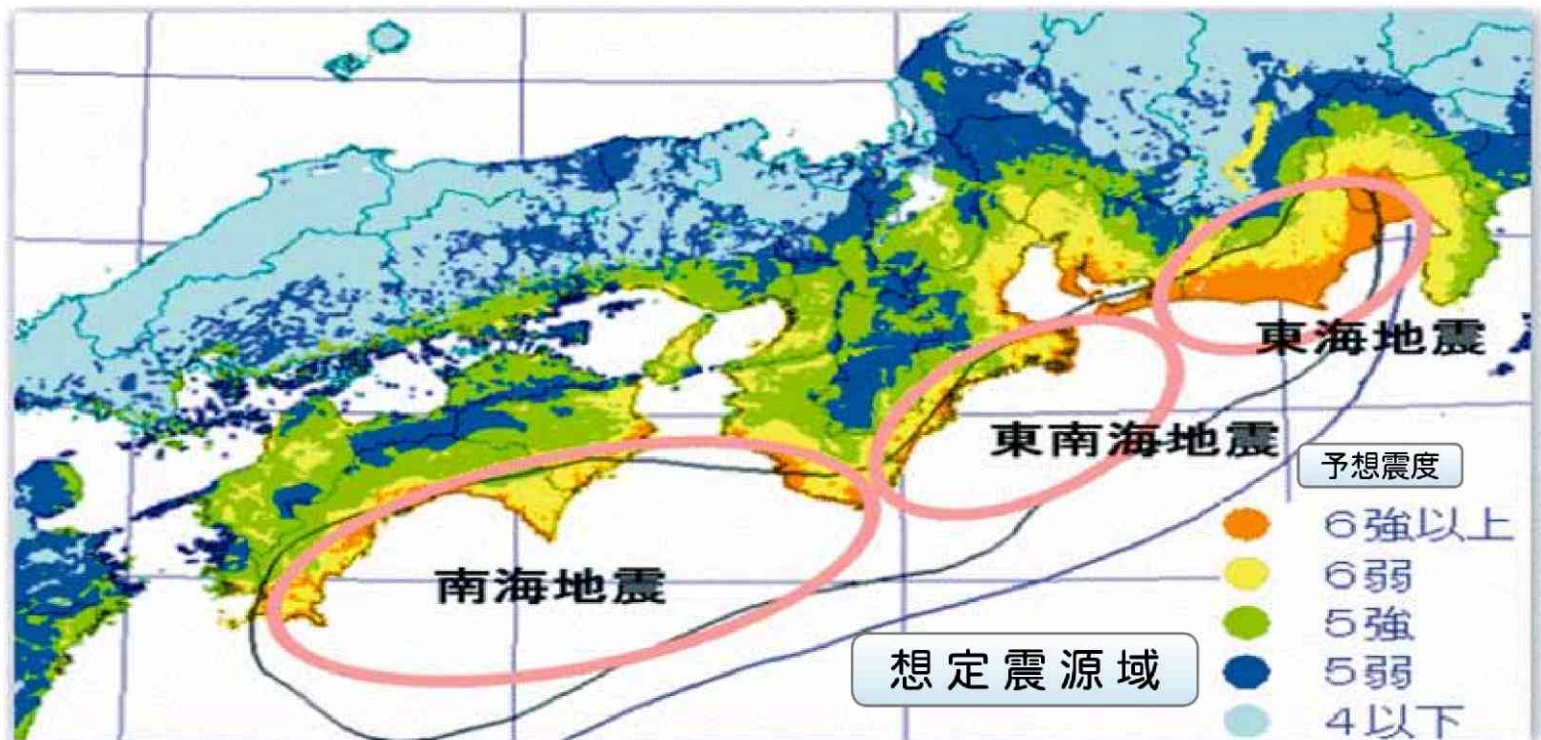 東海地震
東南海地震
南海地震
想定震源域
予想震度
6強以上
6弱
5強
5弱
4以下